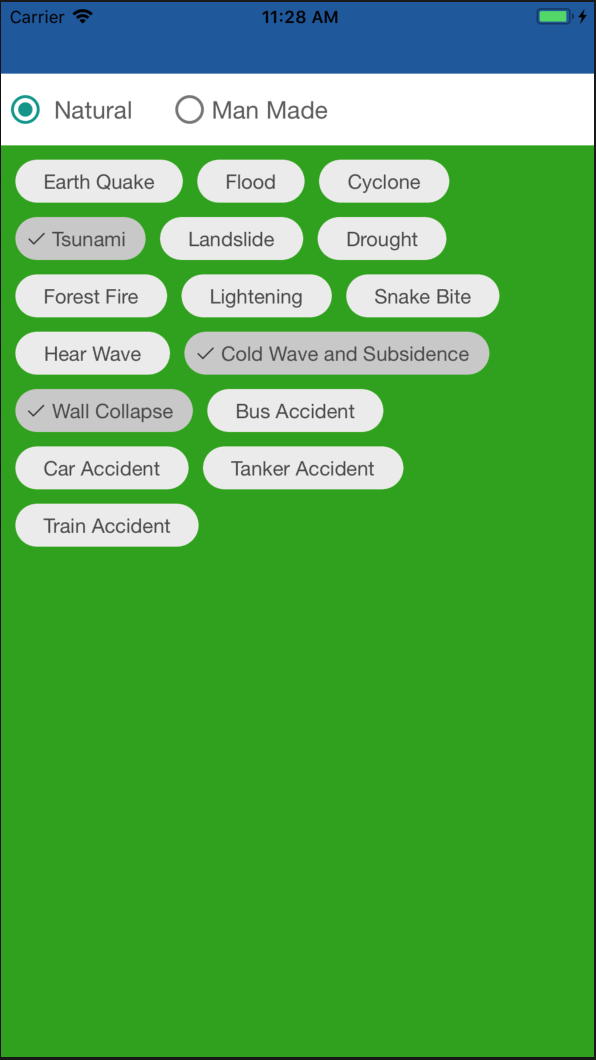 Carrier 11:28 AM
Natural Man Made
Earth Quake Flood Cyclone
Tsunami Landslide Drought
Forest Fire Lightening Snake Bite
Hear Wave Cold Wave and Subsidence
Wall Collapse Bus Accident
Car Accident Tanker Accident
Train Accident